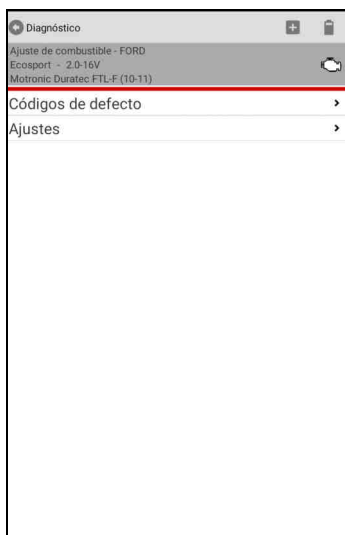 Diagnóstico
Ajuste de combustible - FORD
Ecosport - 2.0-16V
Motronic Duratec FTL-F (10-11)
Códigos de defecto
Ajustes